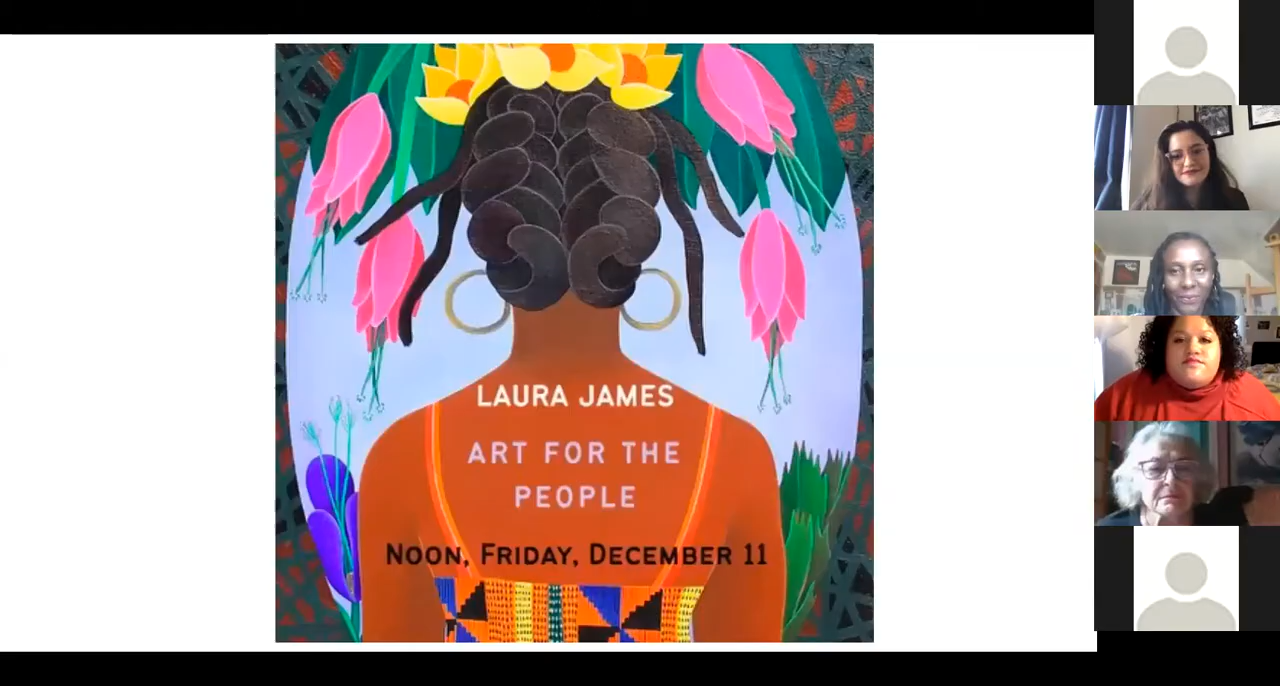 LAURA JAMES
ART FOR THE
PEOPLE
NOON, FRIDAY, DECEMBER 11